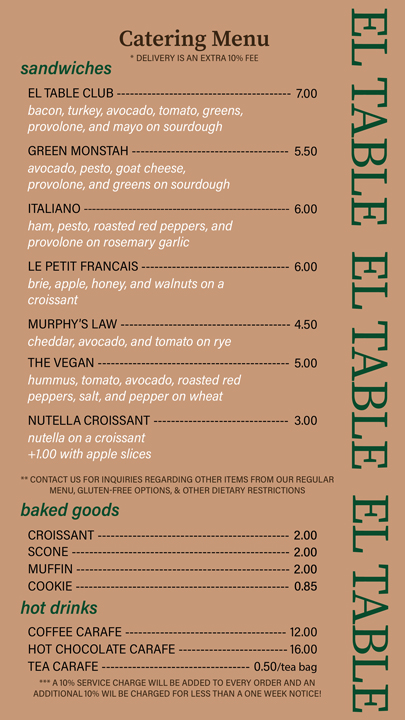 Catering Menu
* DELIVERY IS AN EXTRA 10% FEE
sandwiches
EL TABLE CLUB ---------------------------------------- 7.00
bacon, turkey, avocado, tomato, greens,
provolone, and mayo on sourdough
GREEN MONSTAH ------------------------------------ 5.50
avocado, pesto, goat cheese,
provolone, and greens on sourdough
ITALIANO ------------------------------------------------ 6.00
ham, pesto, roasted red peppers, and
provolone on rosemary garlic
LE PETIT FRANCAIS ---------------------------------- 6.00
brie, apple, honey, and walnuts on a
croissant
MURPHY'S LAW --------------------------------------- 4.50
cheddar, avocado, and tomato on rye
THE VEGAN -------------------------------------------- 5.00
hummus, tomato, avocado, roasted red
peppers, salt, and pepper on wheat
NUTELLA CROISSANT ------------------------------- 3.00
nutella on a croissant
+1.00 with apple slices
** CONTACT US FOR INQUIRIES REGARDING OTHER ITEMS FROM OUR REGULAR
MENU, GLUTEN-FREE OPTIONS, & OTHER DIETARY RESTRICTIONS
baked goods
CROISSANT --------------------------------------------- 2.00
SCONE --------------------------------------------------- 2.00
MUFFIN -------------------------------------------------- 2.00
COOKIE -------------------------------------------------- 0.85
hot drinks
COFFEE CARAFE -------------------------------------- 12.00
HOT CHOCOLATE CARAFE ------------------------- 16.00
TEA CARAFE ---------------------------------- 0.50/tea bag
*** A 10% SERVICE CHARGE WILL BE ADDED TO EVERY ORDER AND AN
ADDITIONAL 10% WIL BE CHARGED FOR LESS THAN A ONE WEEK NOTICE!
EL TABLE EL TABLE EL TABLE